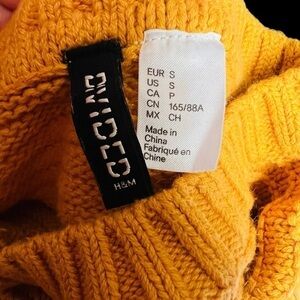 DIVIDED
H&M
EUR S
US S
CA P
CN 165/88A
MX CH
Made in
China
Fabriqué en
Chine